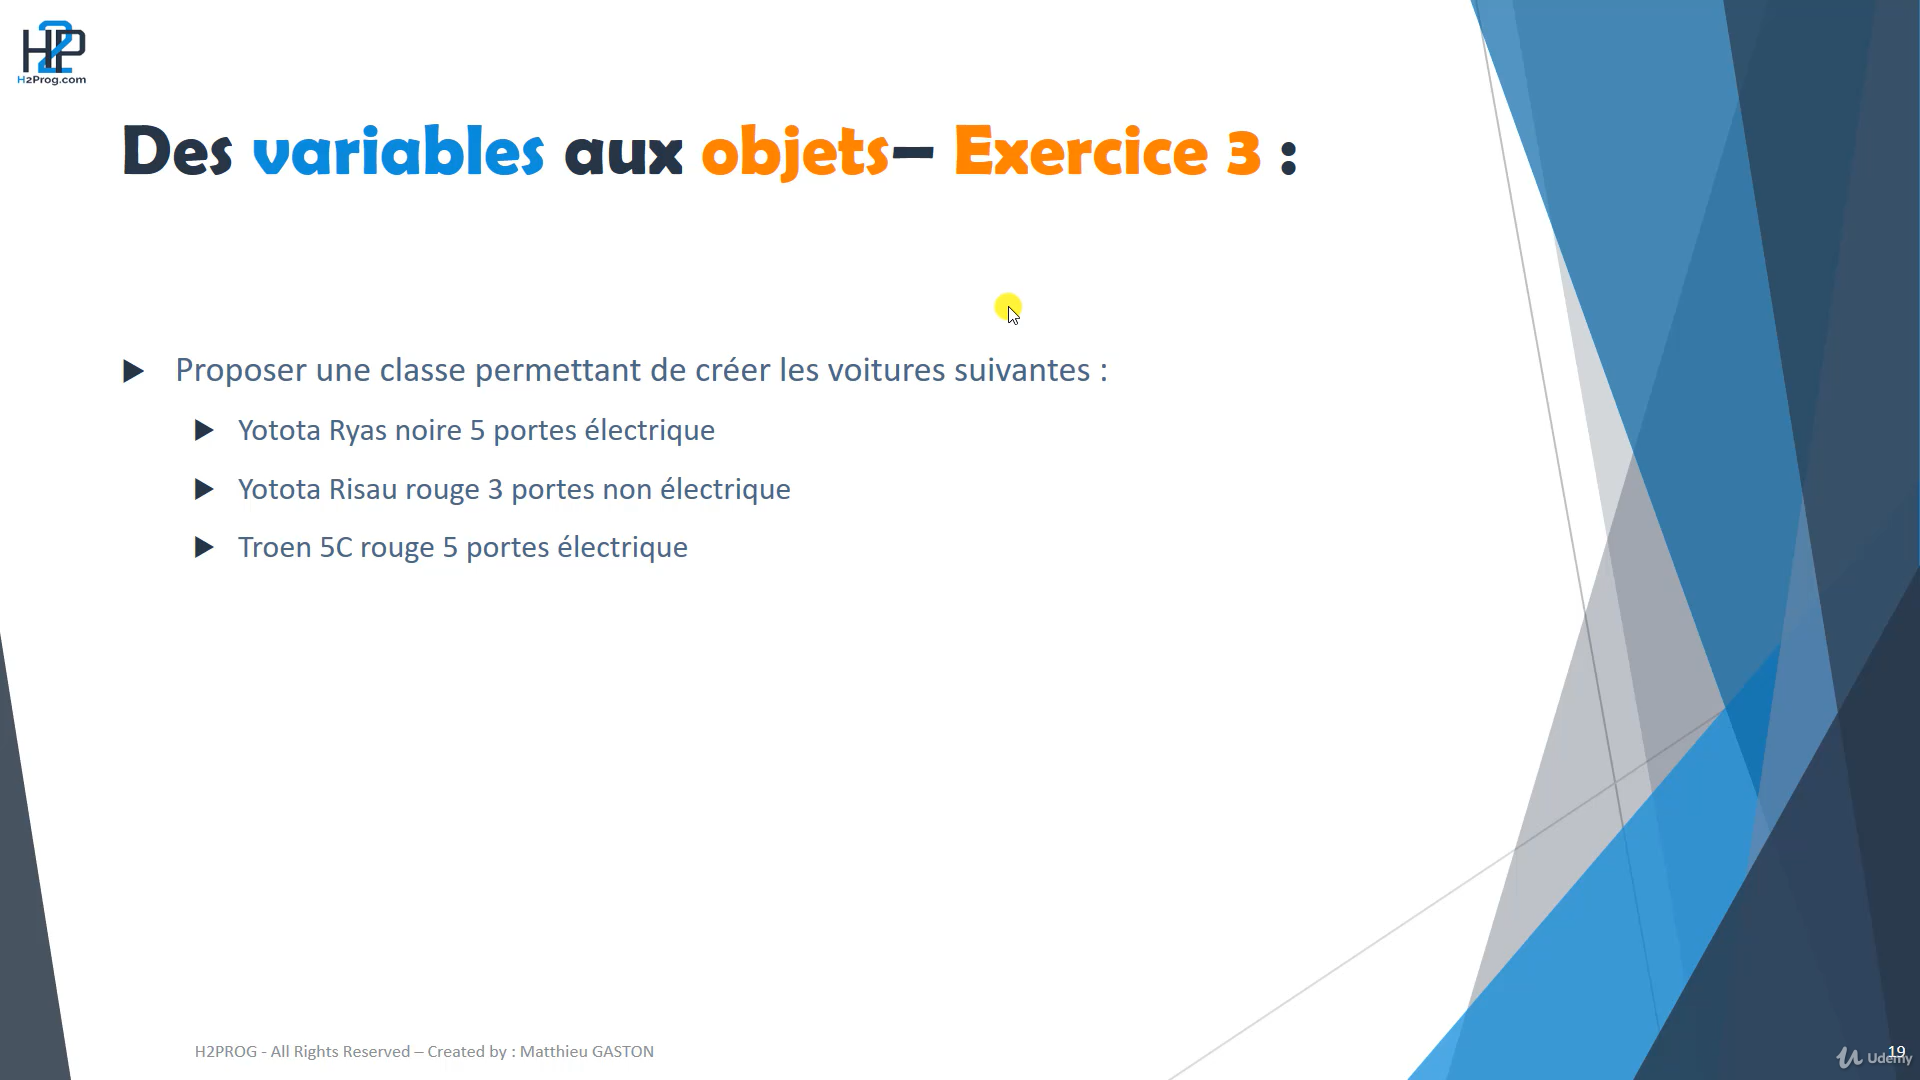 H2P
H2Prog.com
Des variables aux objets– Exercice 3 :
Proposer une classe permettant de créer les voitures suivantes :
Yotota Ryas noire 5 portes électrique
Yotota Risau rouge 3 portes non électrique
Troen 5C rouge 5 portes électrique
H2PROG - All Rights Reserved – Created by : Matthieu GASTON
19
Udemy